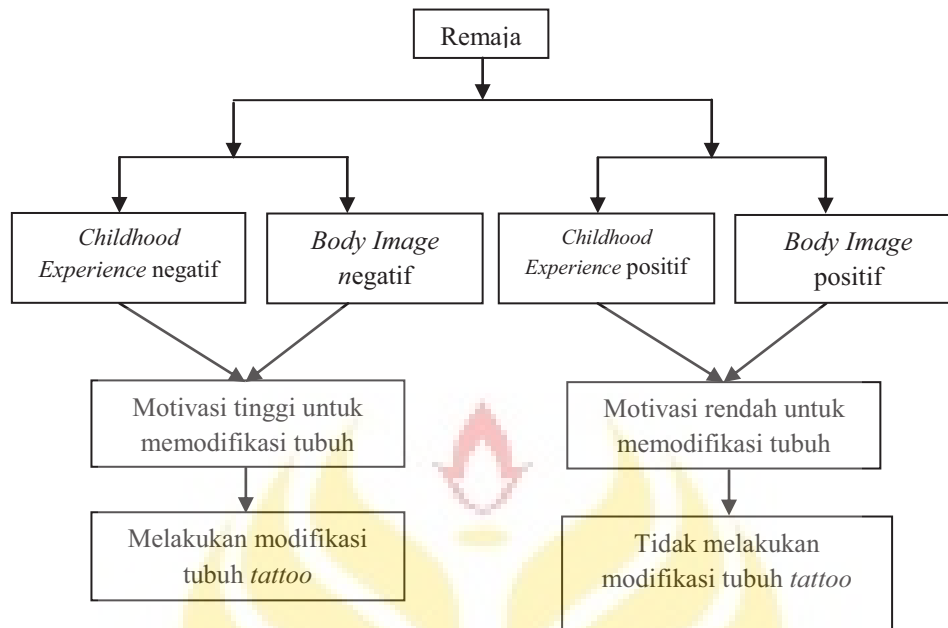 Remaja
Childhood
Experience negatif
Body Image
negatif
Childhood
Experience positif
Body Image
positif
Motivasi tinggi untuk
memodifikasi tubuh
Motivasi rendah untuk
memodifikasi tubuh
Melakukan modifikasi
tubuh tattoo
Tidak melakukan
modifikasi tubuh tattoo